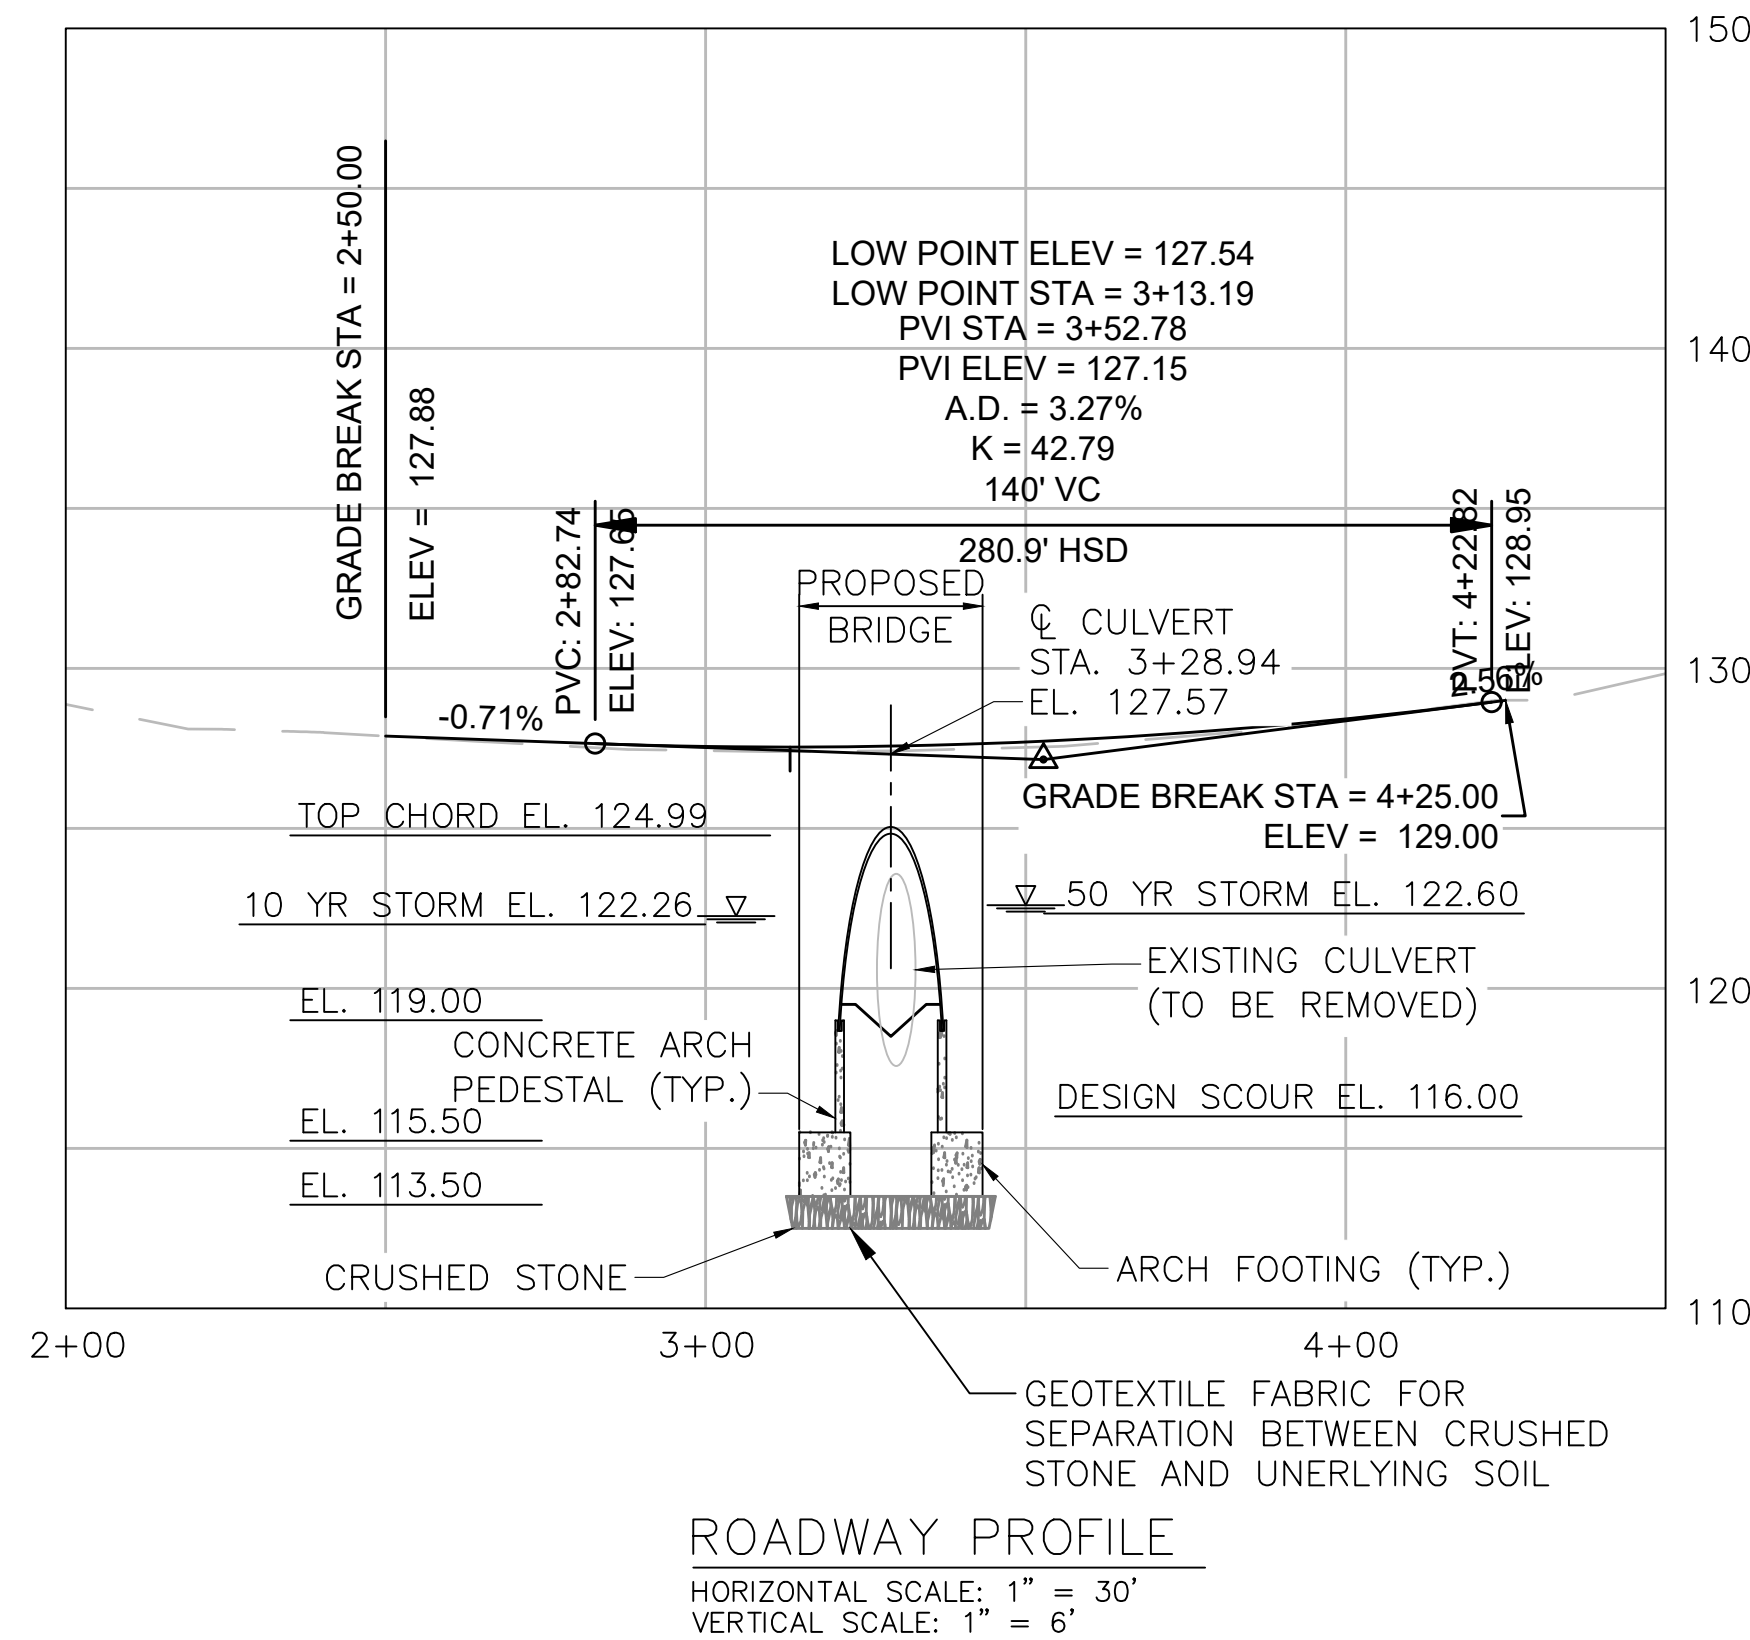 150
140
130
120
110
GRADE BREAK STA = 2+50.00
ELEV = 127.88
LOW POINT ELEV = 127.54
LOW POINT STA = 3+13.19
PVI STA = 3+52.78
PVI ELEV = 127.15
A.D. = 3.27%
K = 42.79
140' VC
280.9' HSD
PVC: 2+82.74
ELEV: 127.65
PVT: 4+22.82
ELEV: 128.95
PROPOSED
BRIDGE
℄ CULVERT
STA. 3+28.94
EL. 127.57
-0.71%
2.56%
GRADE BREAK STA = 4+25.00
ELEV = 129.00
TOP CHORD EL. 124.99
10 YR STORM EL. 122.26
50 YR STORM EL. 122.60
EXISTING CULVERT
(TO BE REMOVED)
EL. 119.00
CONCRETE ARCH
PEDESTAL (TYP.)
DESIGN SCOUR EL. 116.00
EL. 115.50
EL. 113.50
CRUSHED STONE
ARCH FOOTING (TYP.)
2+00
3+00
4+00
GEOTEXTILE FABRIC FOR
SEPARATION BETWEEN CRUSHED
STONE AND UNERLYING SOIL
ROADWAY PROFILE
HORIZONTAL SCALE: 1" = 30'
VERTICAL SCALE: 1" = 6'